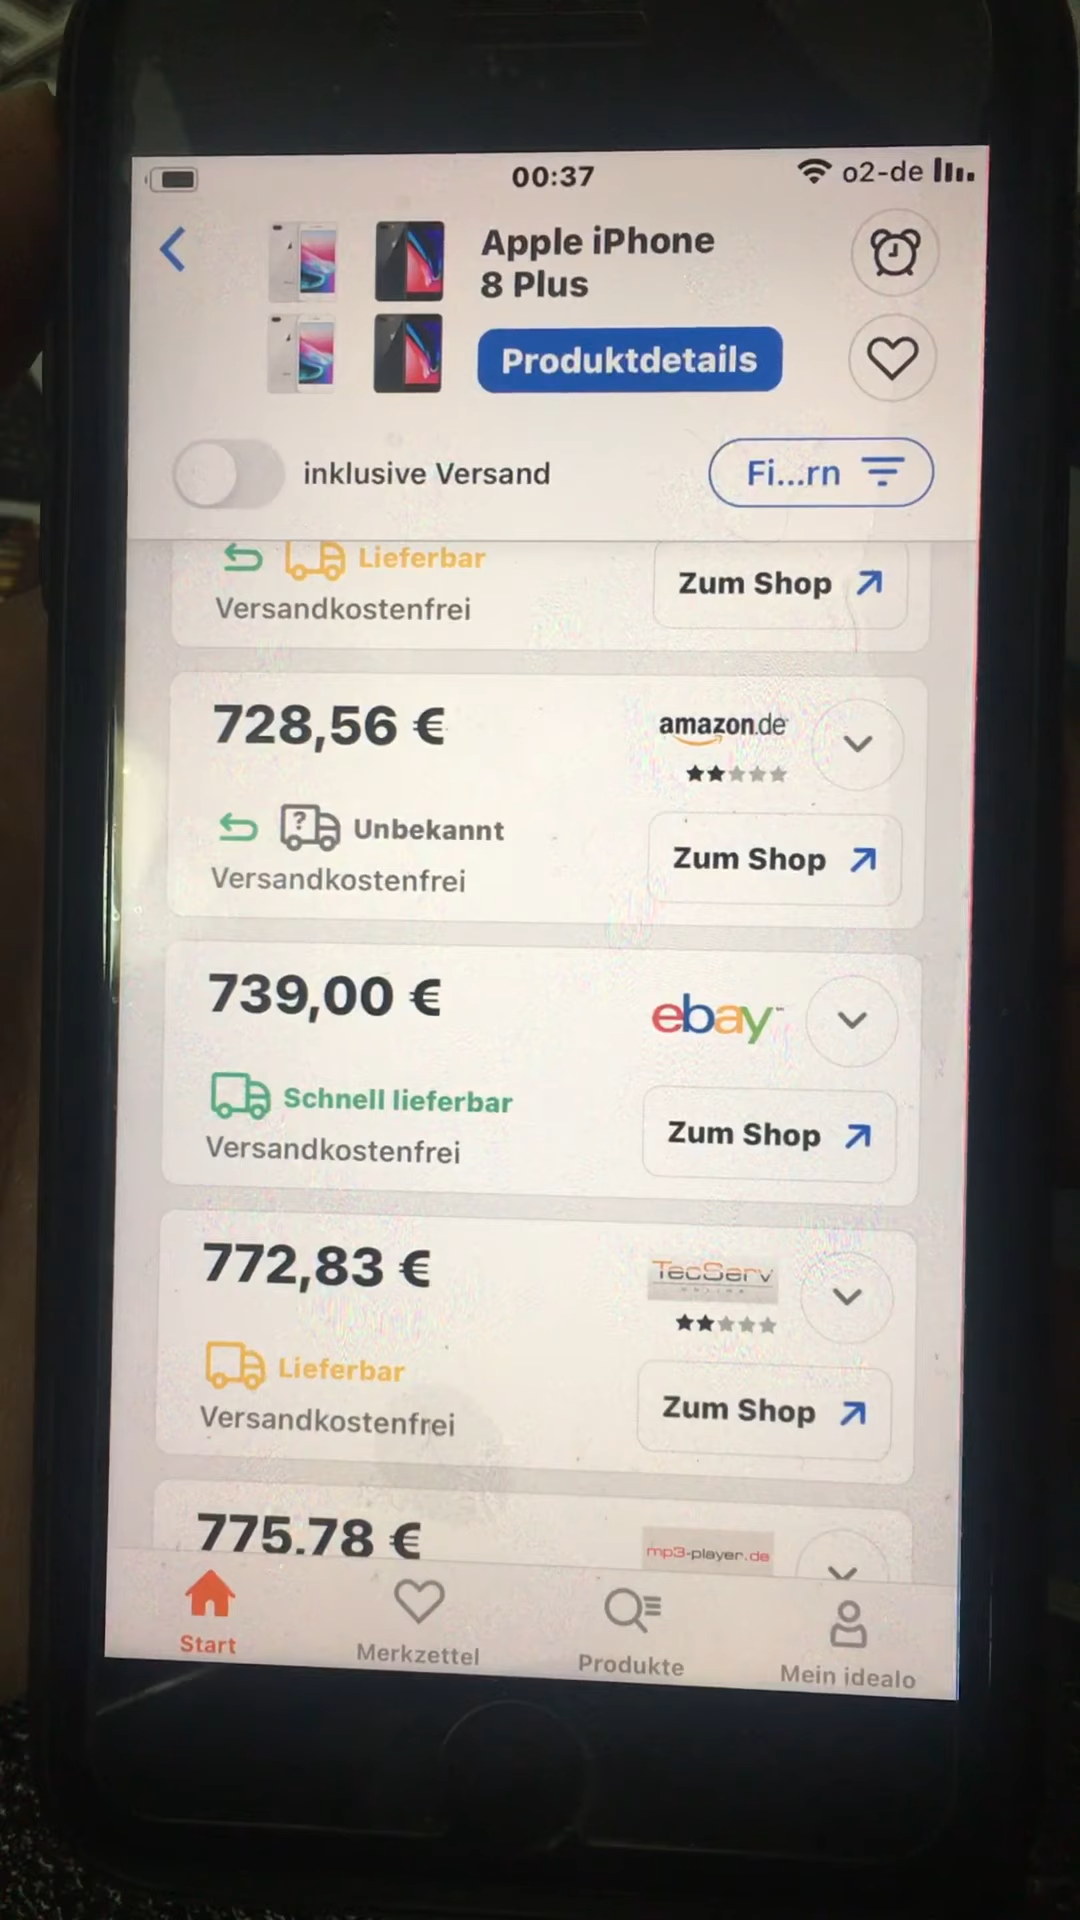 00:37
o2-de
Apple iPhone
8 Plus
Produktdetails
inklusive Versand
Fi...rn
Lieferbar
Versandkostenfrei
Zum Shop
728,56 €
amazon.de
Unbekannt
Versandkostenfrei
Zum Shop
739,00 €
ebay
Schnell lieferbar
Versandkostenfrei
Zum Shop
772,83 €
TecServ
Lieferbar
Versandkostenfrei
Zum Shop
775.78 €
mp3-player.de
Start
Merkzettel
Produkte
Mein idealo